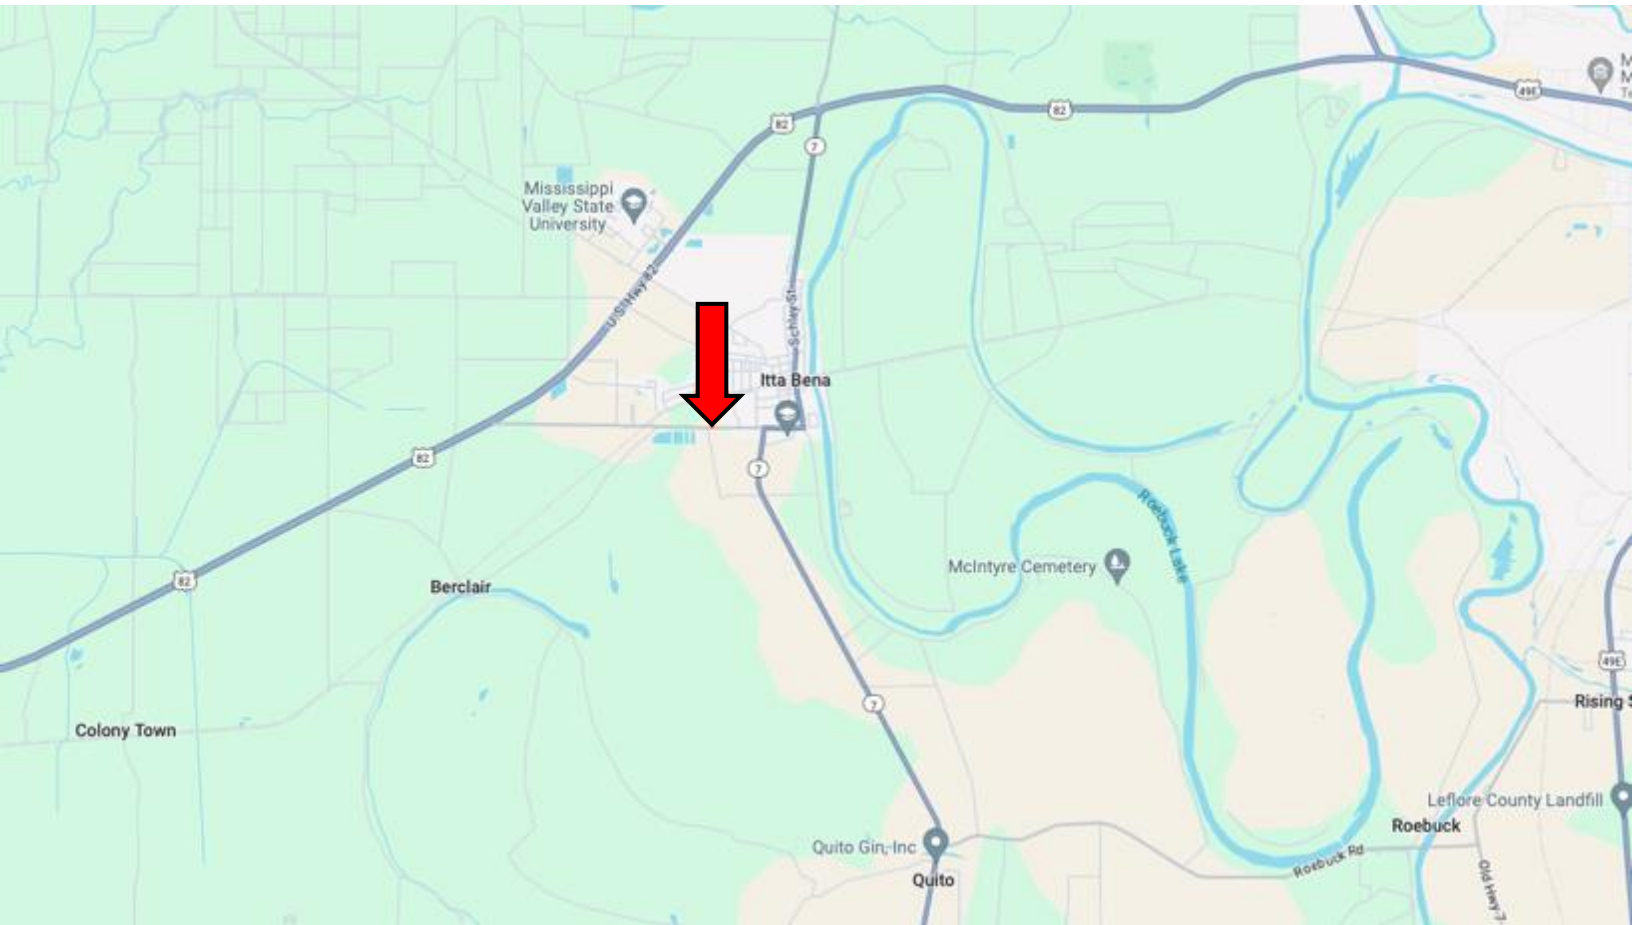 82
82
49E
M
M
Te
7
Mississippi
Valley State
University
U.S. Hwy 82
Schley St
Itta Bena
82
7
Roebuck Lake
McIntyre Cemetery
82
Berclair
49E
Rising S
7
Colony Town
Leflore County Landfill
Roebuck
Quito Gin, Inc
Roebuck Rd
Quito
Old Hwy 7